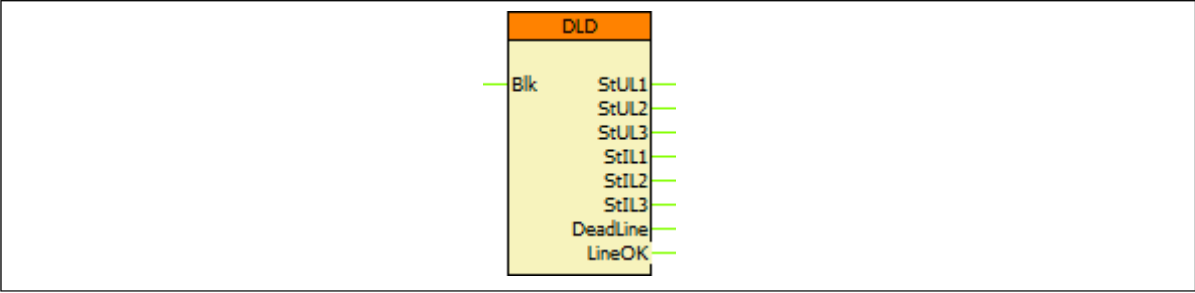 DLD
Blk StUL1
StUL2
StUL3
StIL1
StIL2
StIL3
DeadLine
LineOK